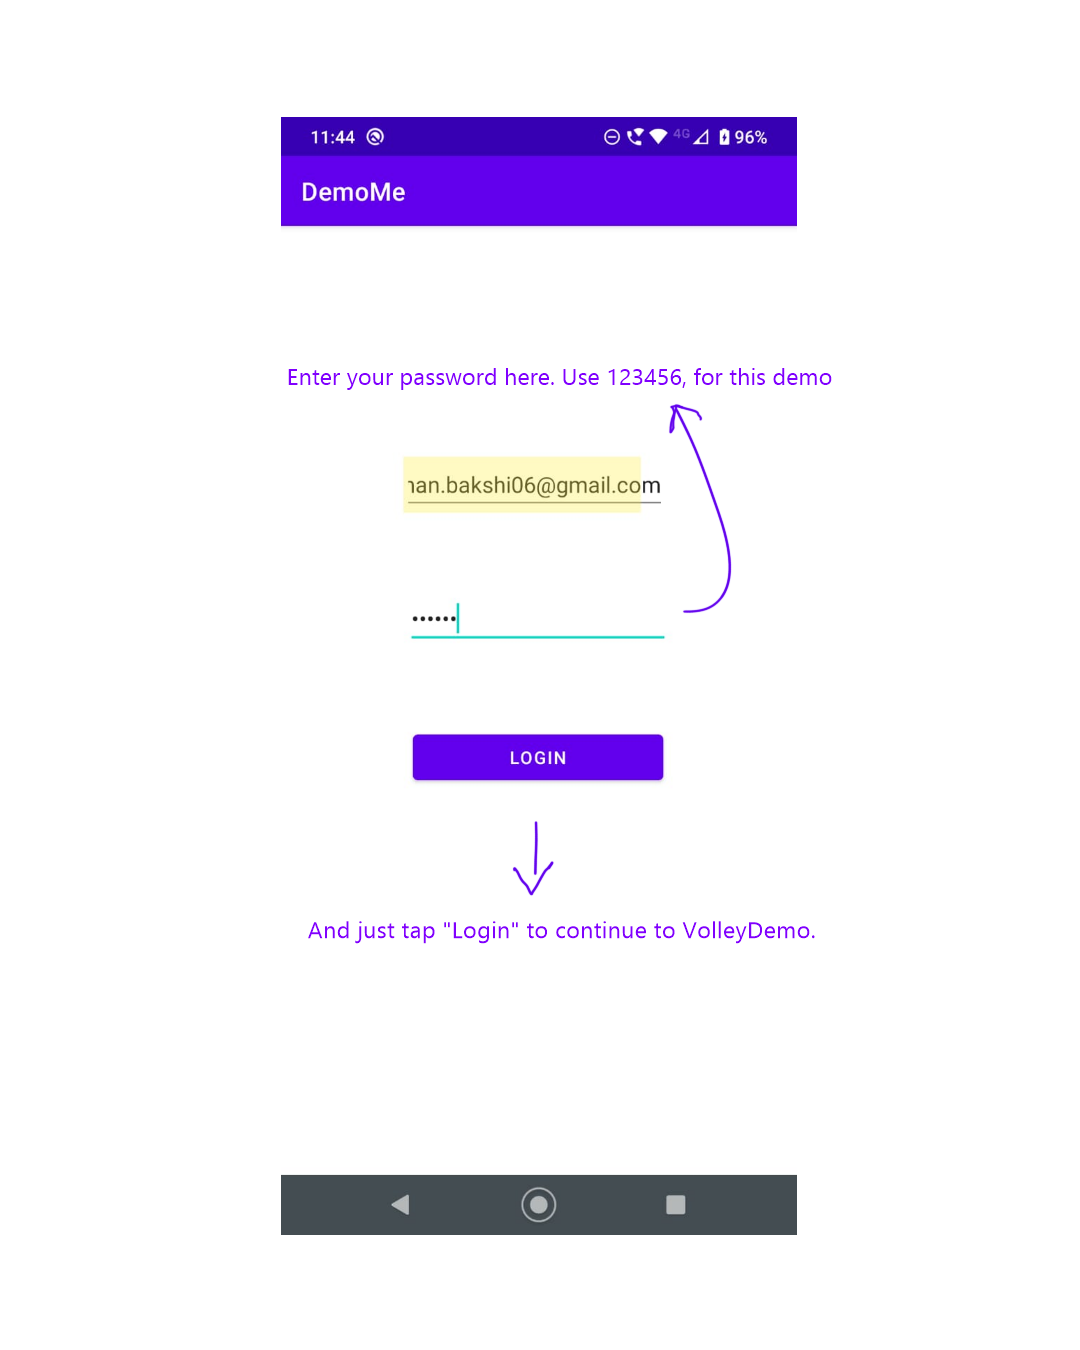 11:44 4G 96%
DemoMe
Enter your password here. Use 123456, for this demo
nan.bakshi06@gmail.com
••••••
LOGIN
And just tap "Login" to continue to VolleyDemo.